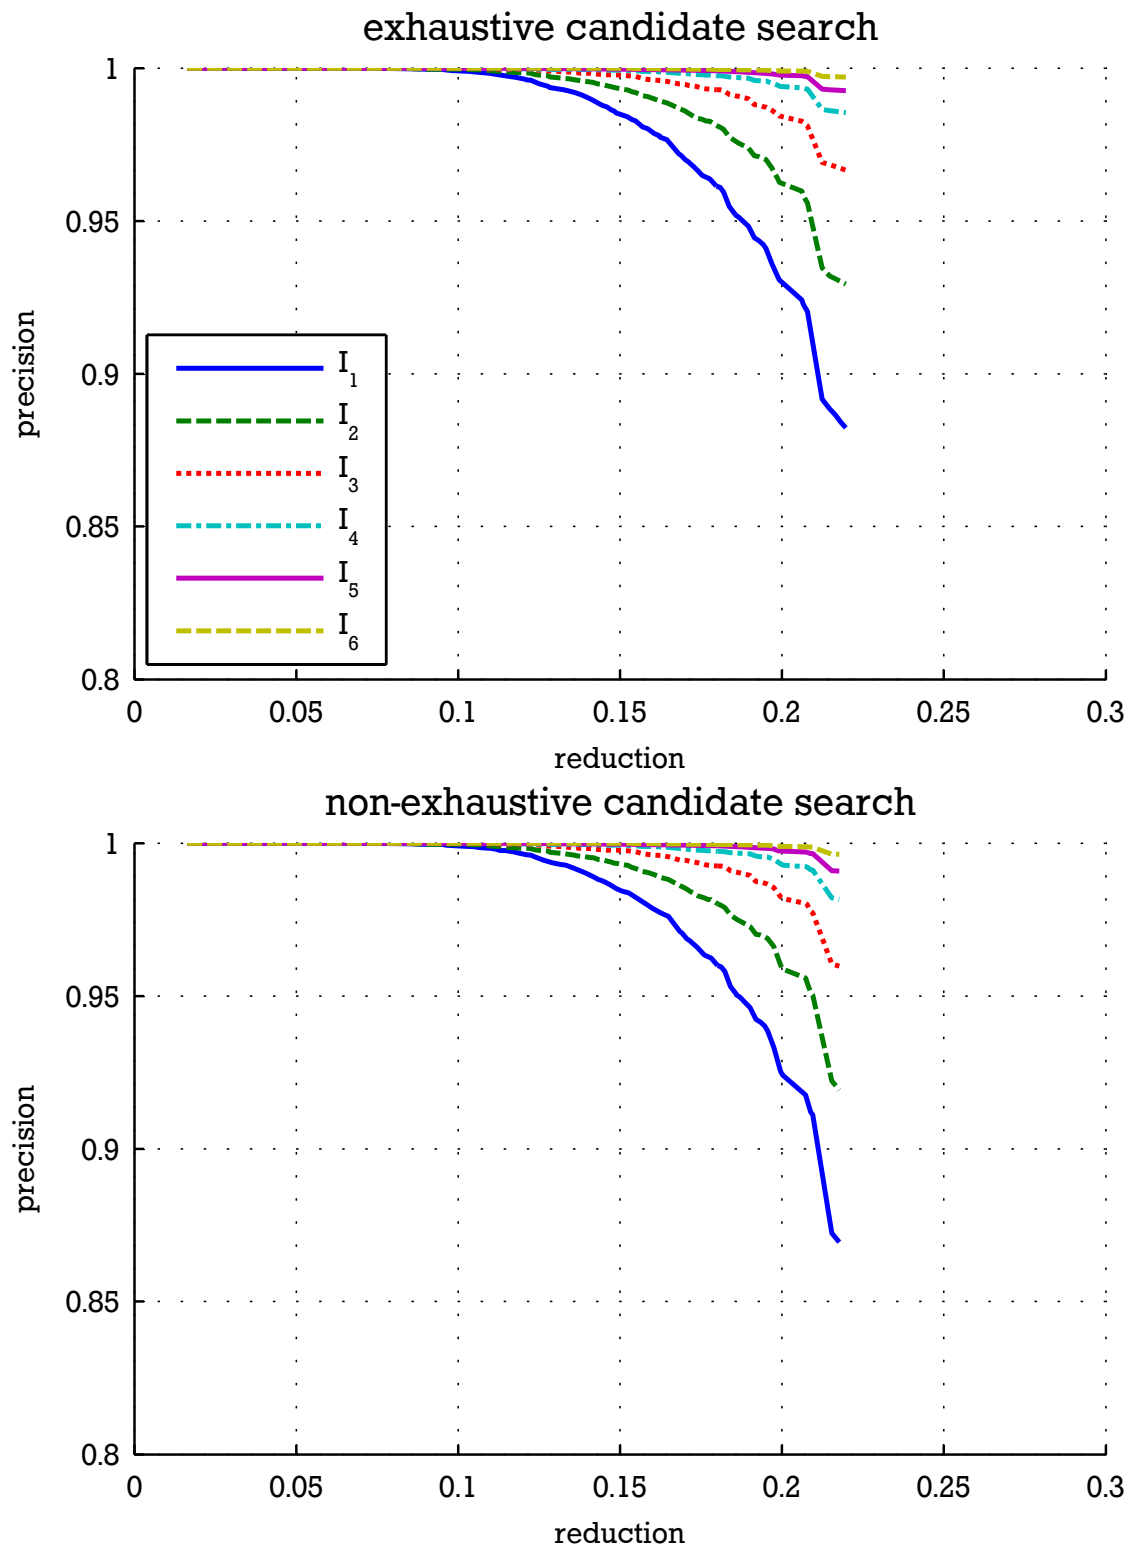 exhaustive candidate search
1
0.95
0.9
0.85
0.8
precision
I1
I2
I3
I4
I5
I6
0 0.05 0.1 0.15 0.2 0.25 0.3
reduction
non-exhaustive candidate search
1
0.95
0.9
0.85
0.8
precision
0 0.05 0.1 0.15 0.2 0.25 0.3
reduction